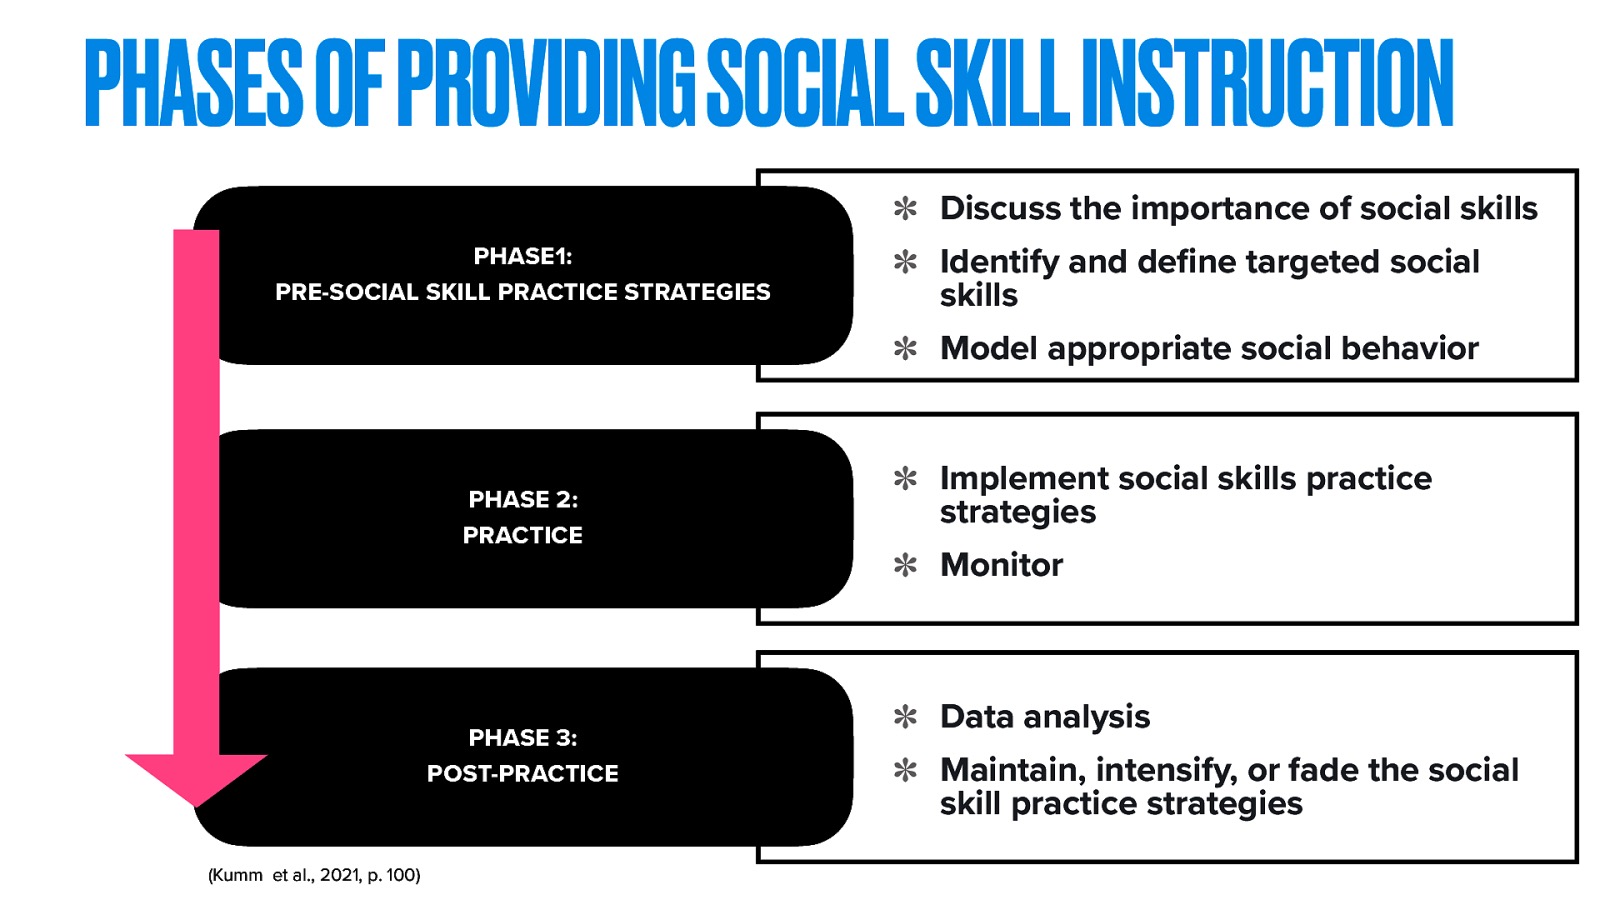 PHASES OF PROVIDING SOCIAL SKILL INSTRUCTION
PHASE1:
PRE-SOCIAL SKILL PRACTICE STRATEGIES
✻ Discuss the importance of social skills
✻ Identify and define targeted social
skills
✻ Model appropriate social behavior
PHASE 2:
PRACTICE
✻ Implement social skills practice
strategies
✻ Monitor
PHASE 3:
POST-PRACTICE
✻ Data analysis
✻ Maintain, intensify, or fade the social
skill practice strategies
(Kumm et al., 2021, p. 100)